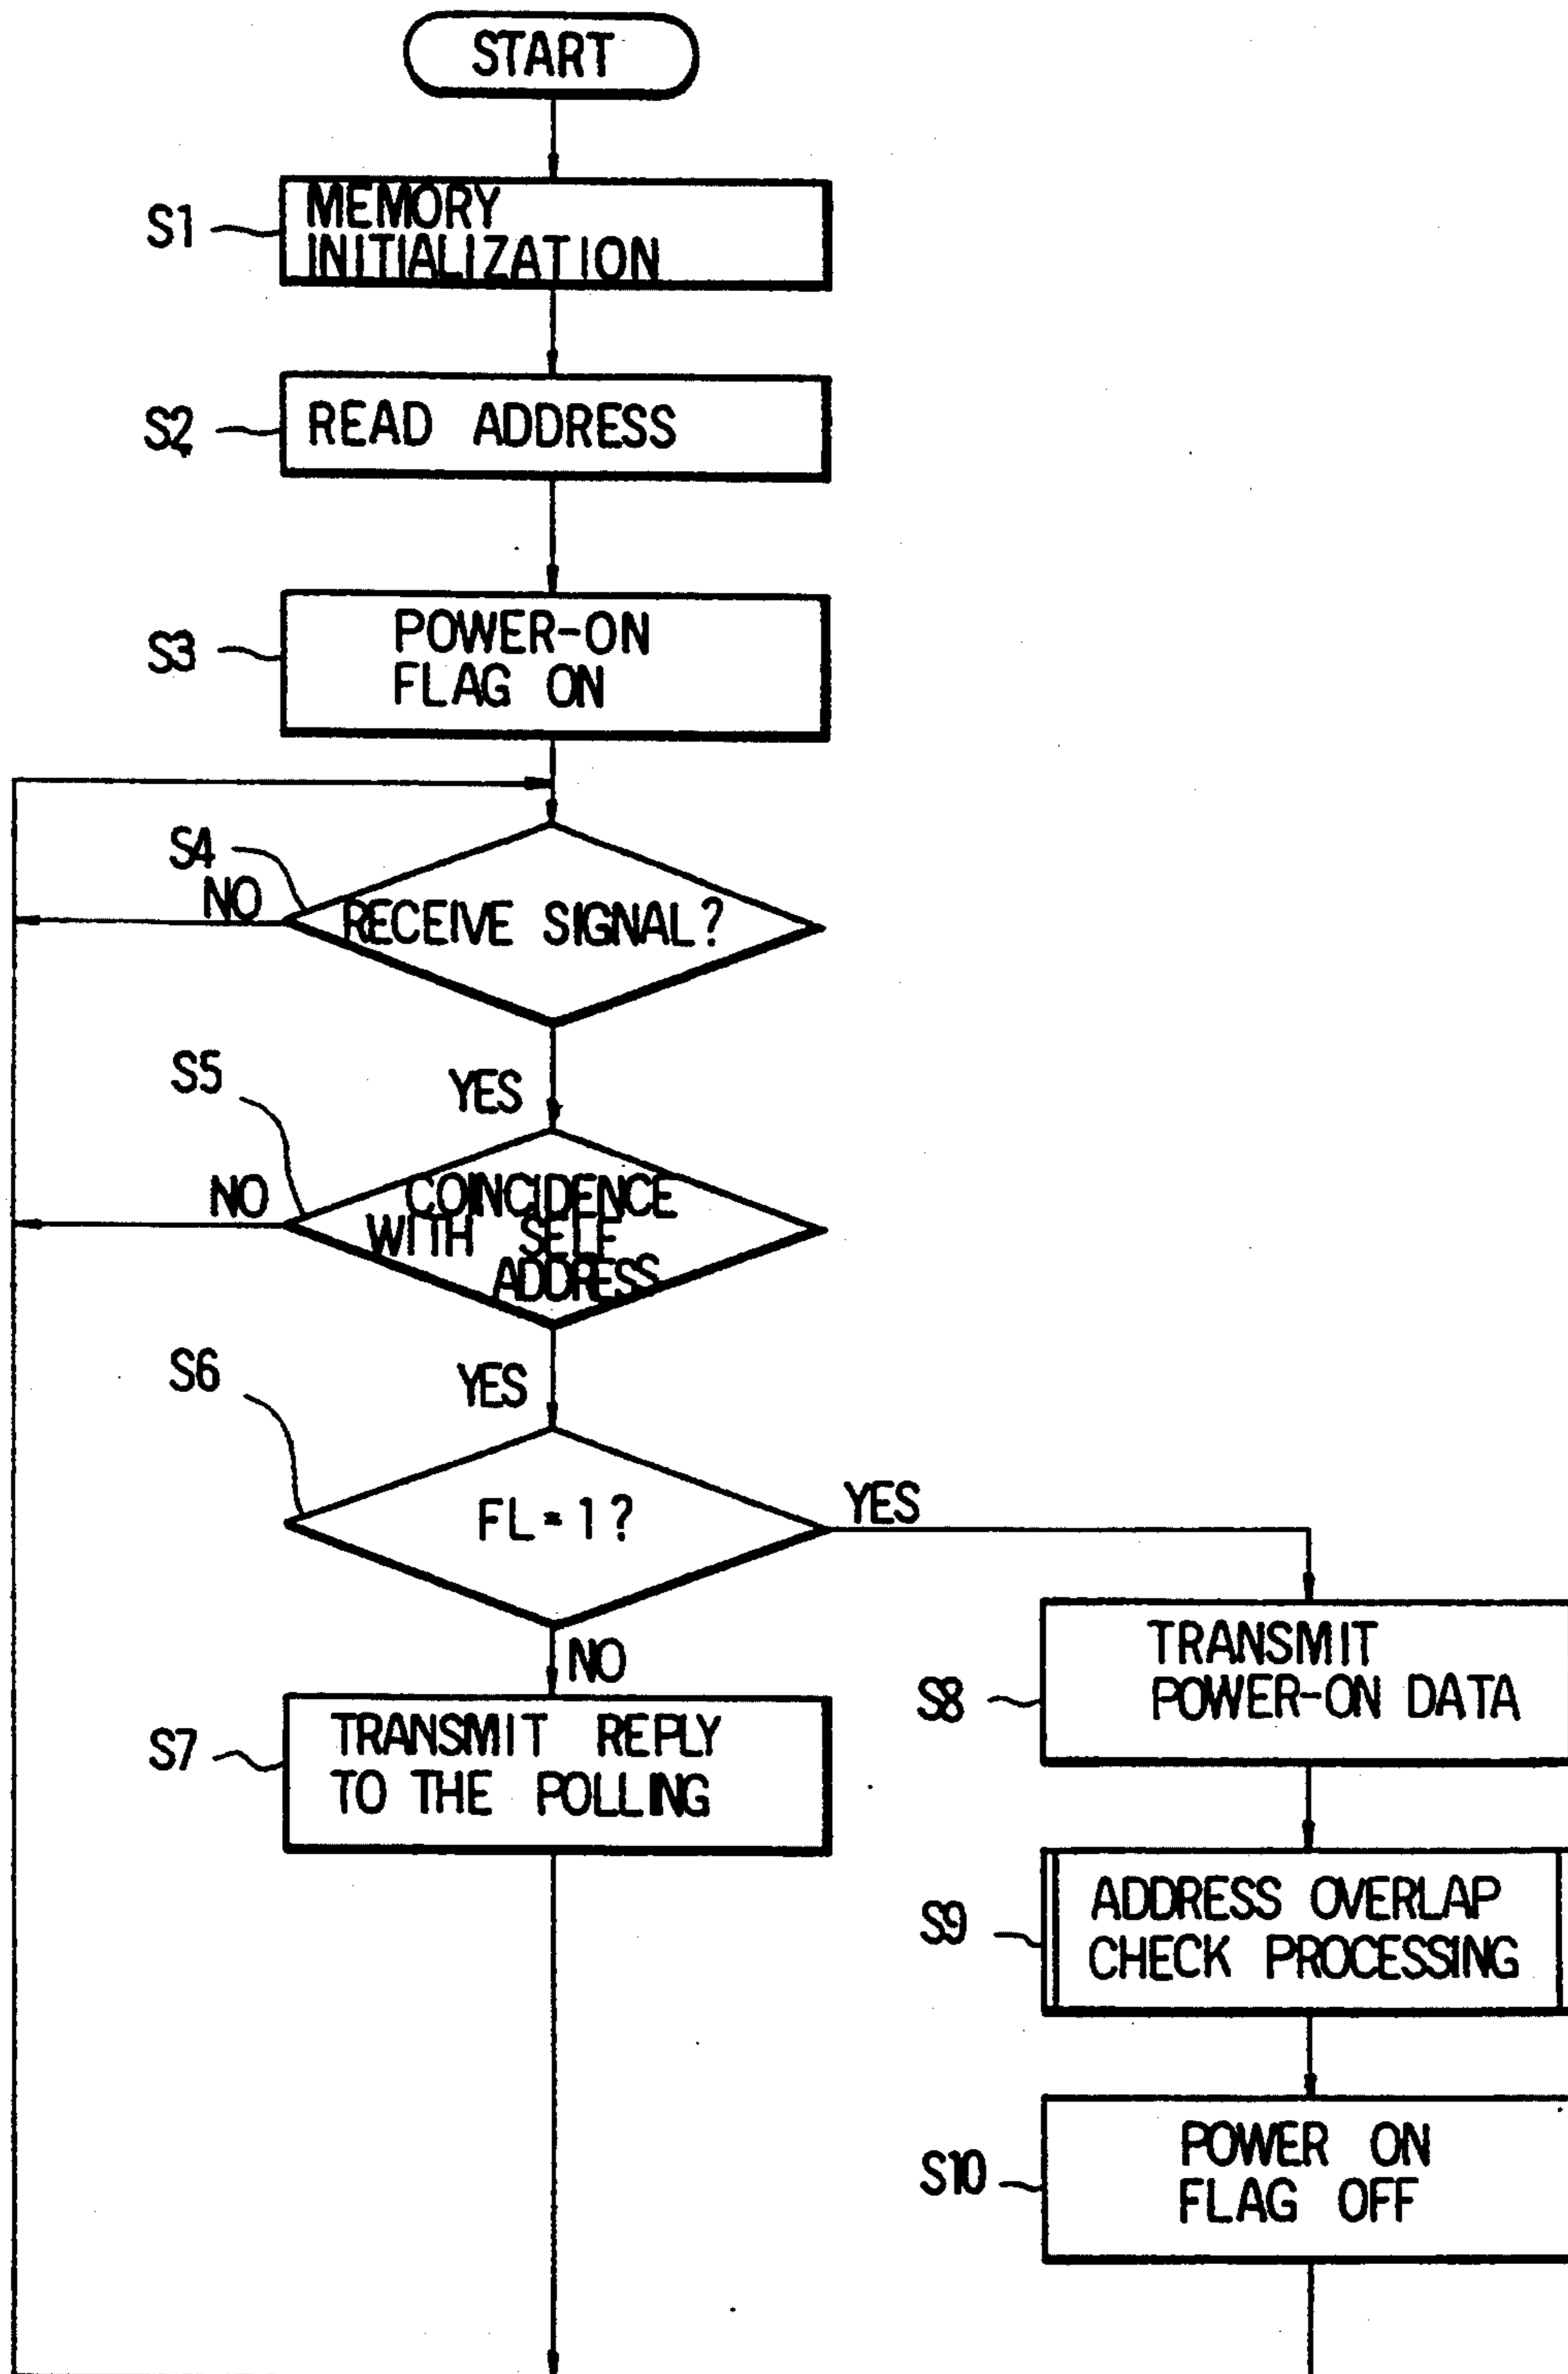 START
S1
MEMORY
INITIALIZATION
S2
READ ADDRESS
S3
POWER-ON
FLAG ON
S4
NO
RECEIVE SIGNAL?
YES
S5
NO
COINCIDENCE
WITH SELF
ADDRESS
YES
S6
FL=1?
YES
NO
S7
TRANSMIT REPLY
TO THE POLLING
S8
TRANSMIT
POWER-ON DATA
S9
ADDRESS OVERLAP
CHECK PROCESSING
S10
POWER ON
FLAG OFF